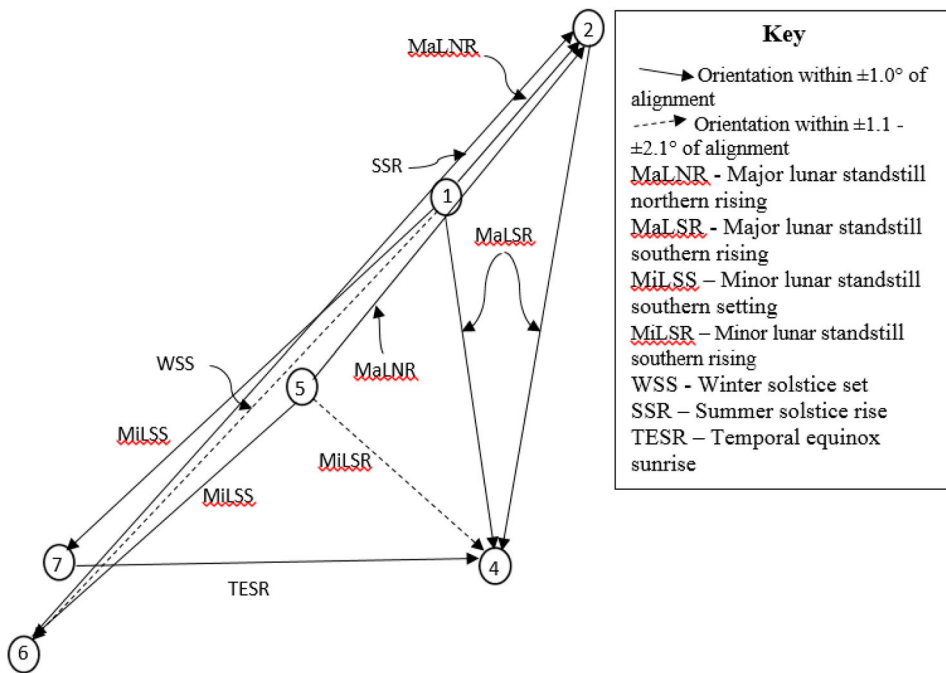 2
MaLNR
SSR
1
MaLSR
WSS
MaLNR
5
MiLSS
MiLSR
MiLSS
7
4
TESR
6
Key
Orientation within ±1.0° of
alignment
Orientation within ±1.1 -
±2.1° of alignment
MaLNR - Major lunar standstill
northern rising
MaLSR - Major lunar standstill
southern rising
MiLSS – Minor lunar standstill
southern setting
MiLSR – Minor lunar standstill
southern rising
WSS - Winter solstice set
SSR – Summer solstice rise
TESR – Temporal equinox
sunrise